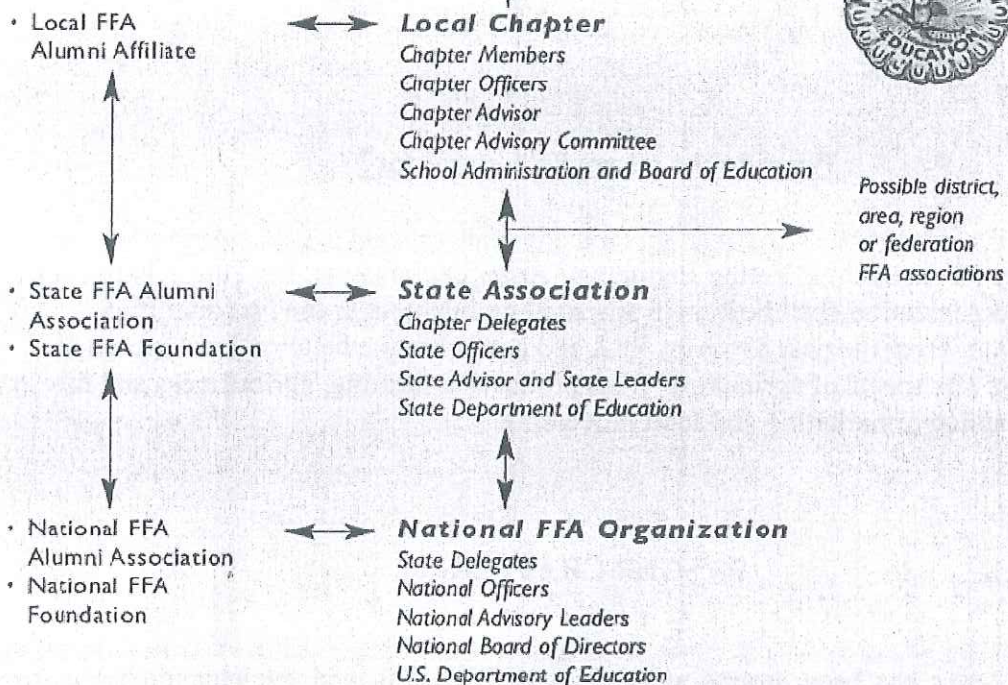 • Local FFA
Alumni Affiliate
Local Chapter
Chapter Members
Chapter Officers
Chapter Advisor
Chapter Advisory Committee
School Administration and Board of Education
EDUCATION
Possible district,
area, region
or federation
FFA associations
• State FFA Alumni
Association
• State FFA Foundation
State Association
Chapter Delegates
State Officers
State Advisor and State Leaders
State Department of Education
• National FFA
Alumni Association
• National FFA
Foundation
National FFA Organization
State Delegates
National Officers
National Advisory Leaders
National Board of Directors
U.S. Department of Education